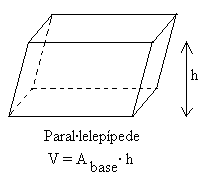 h
Paral·lelepípede
V = A base · h